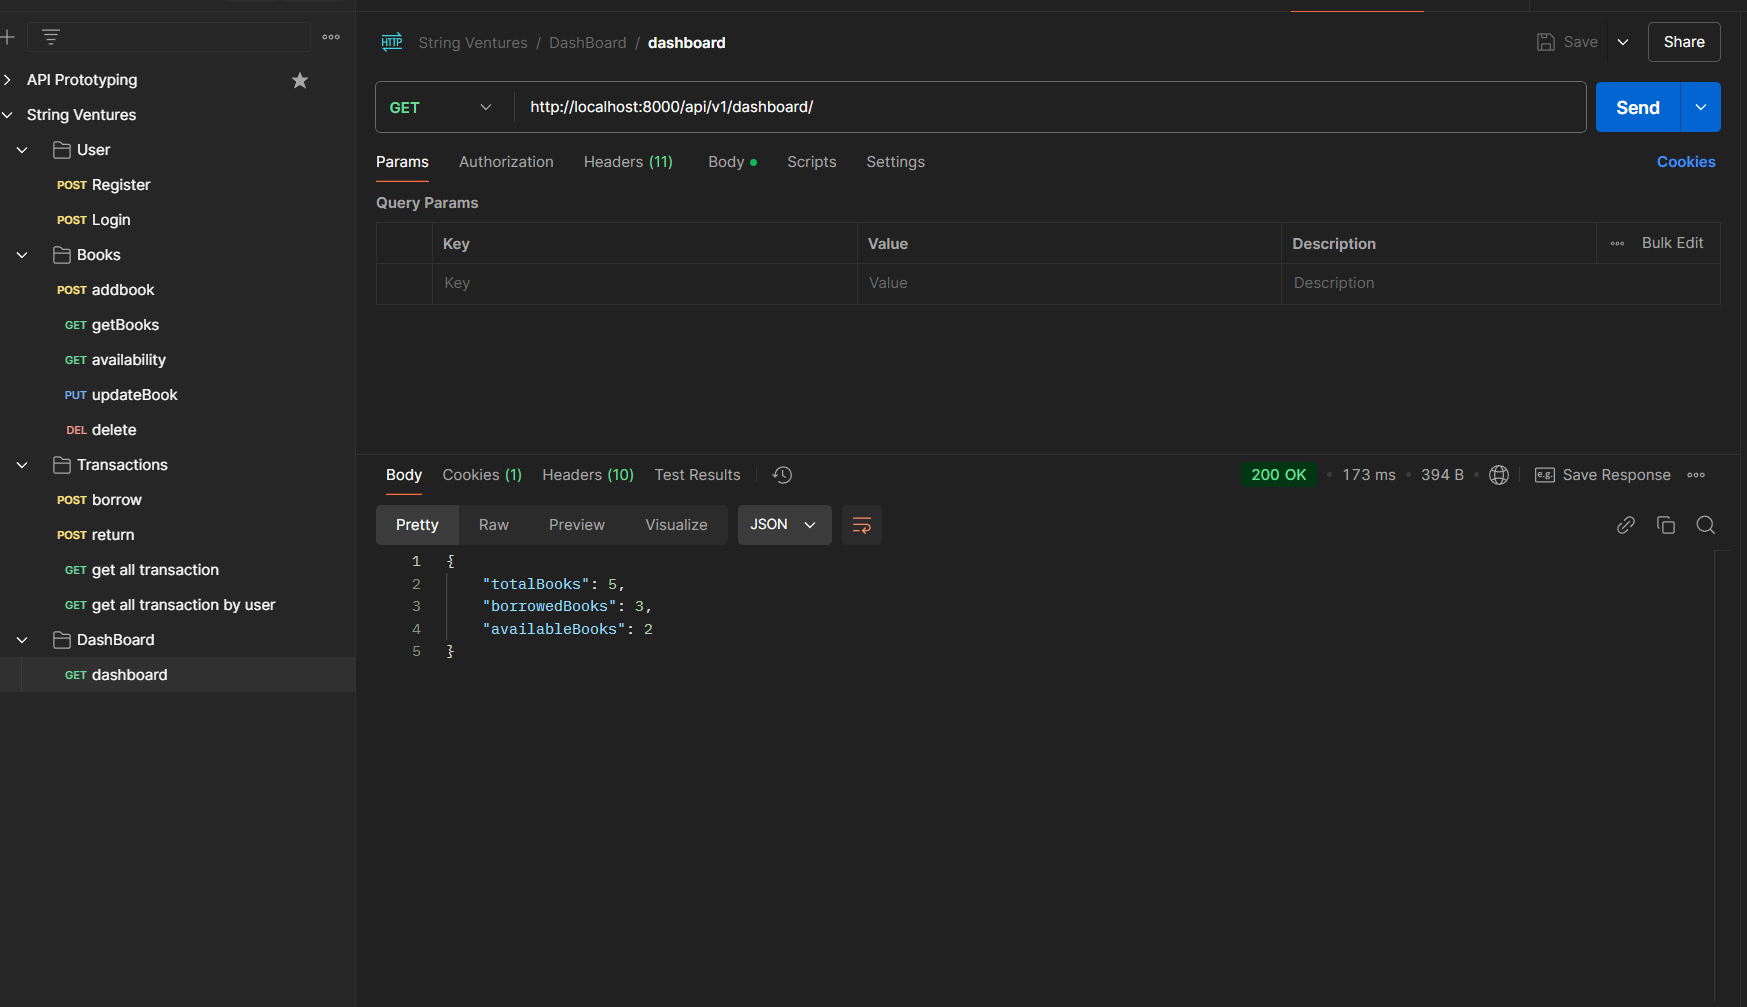 API Prototyping
String Ventures
User
POST Register
POST Login
Books
POST addbook
GET getBooks
GET availability
PUT updateBook
DEL delete
Transactions
POST borrow
POST return
GET get all transaction
GET get all transaction by user
DashBoard
GET dashboard
HTTP String Ventures / DashBoard / dashboard
Save
Share
GET http://localhost:8000/api/v1/dashboard/
Send
Params Authorization Headers (11) Body Scripts Settings Cookies
Query Params
Key Value Description Bulk Edit
Key Value Description
Body Cookies (1) Headers (10) Test Results 200 OK 173 ms 394 B e.g. Save Response
Pretty Raw Preview Visualize JSON
1 {
2 "totalBooks": 5,
3 "borrowedBooks": 3,
4 "availableBooks": 2
5 }